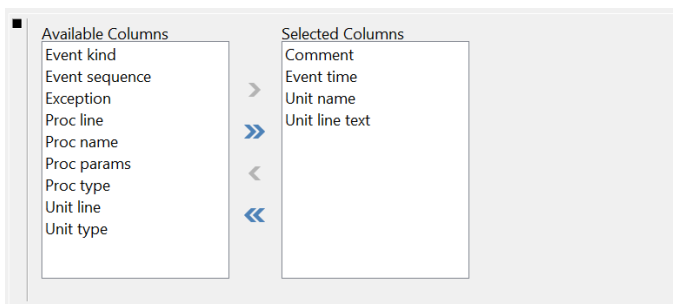 Available Columns
Event kind
Event sequence
Exception
Proc line
Proc name
Proc params
Proc type
Unit line
Unit type
Selected Columns
Comment
Event time
Unit name
Unit line text